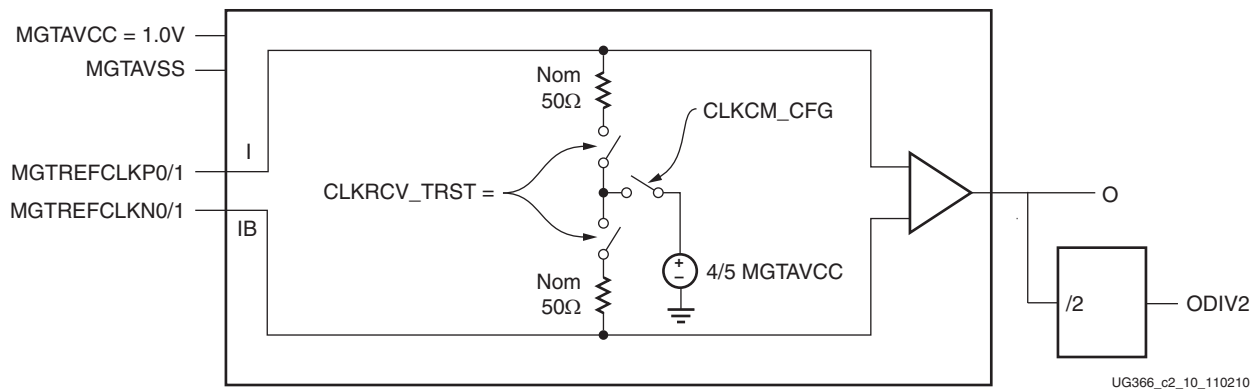 MGTAVCC = 1.0V
MGTAVSS
Nom
50Ω
CLKCM_CFG
I
MGTREFCLKP0/1
CLKRCV_TRST =
MGTREFCLKN0/1
IB
O
+
–
4/5 MGTAVCC
Nom
50Ω
/2
ODIV2
UG366_c2_10_110210